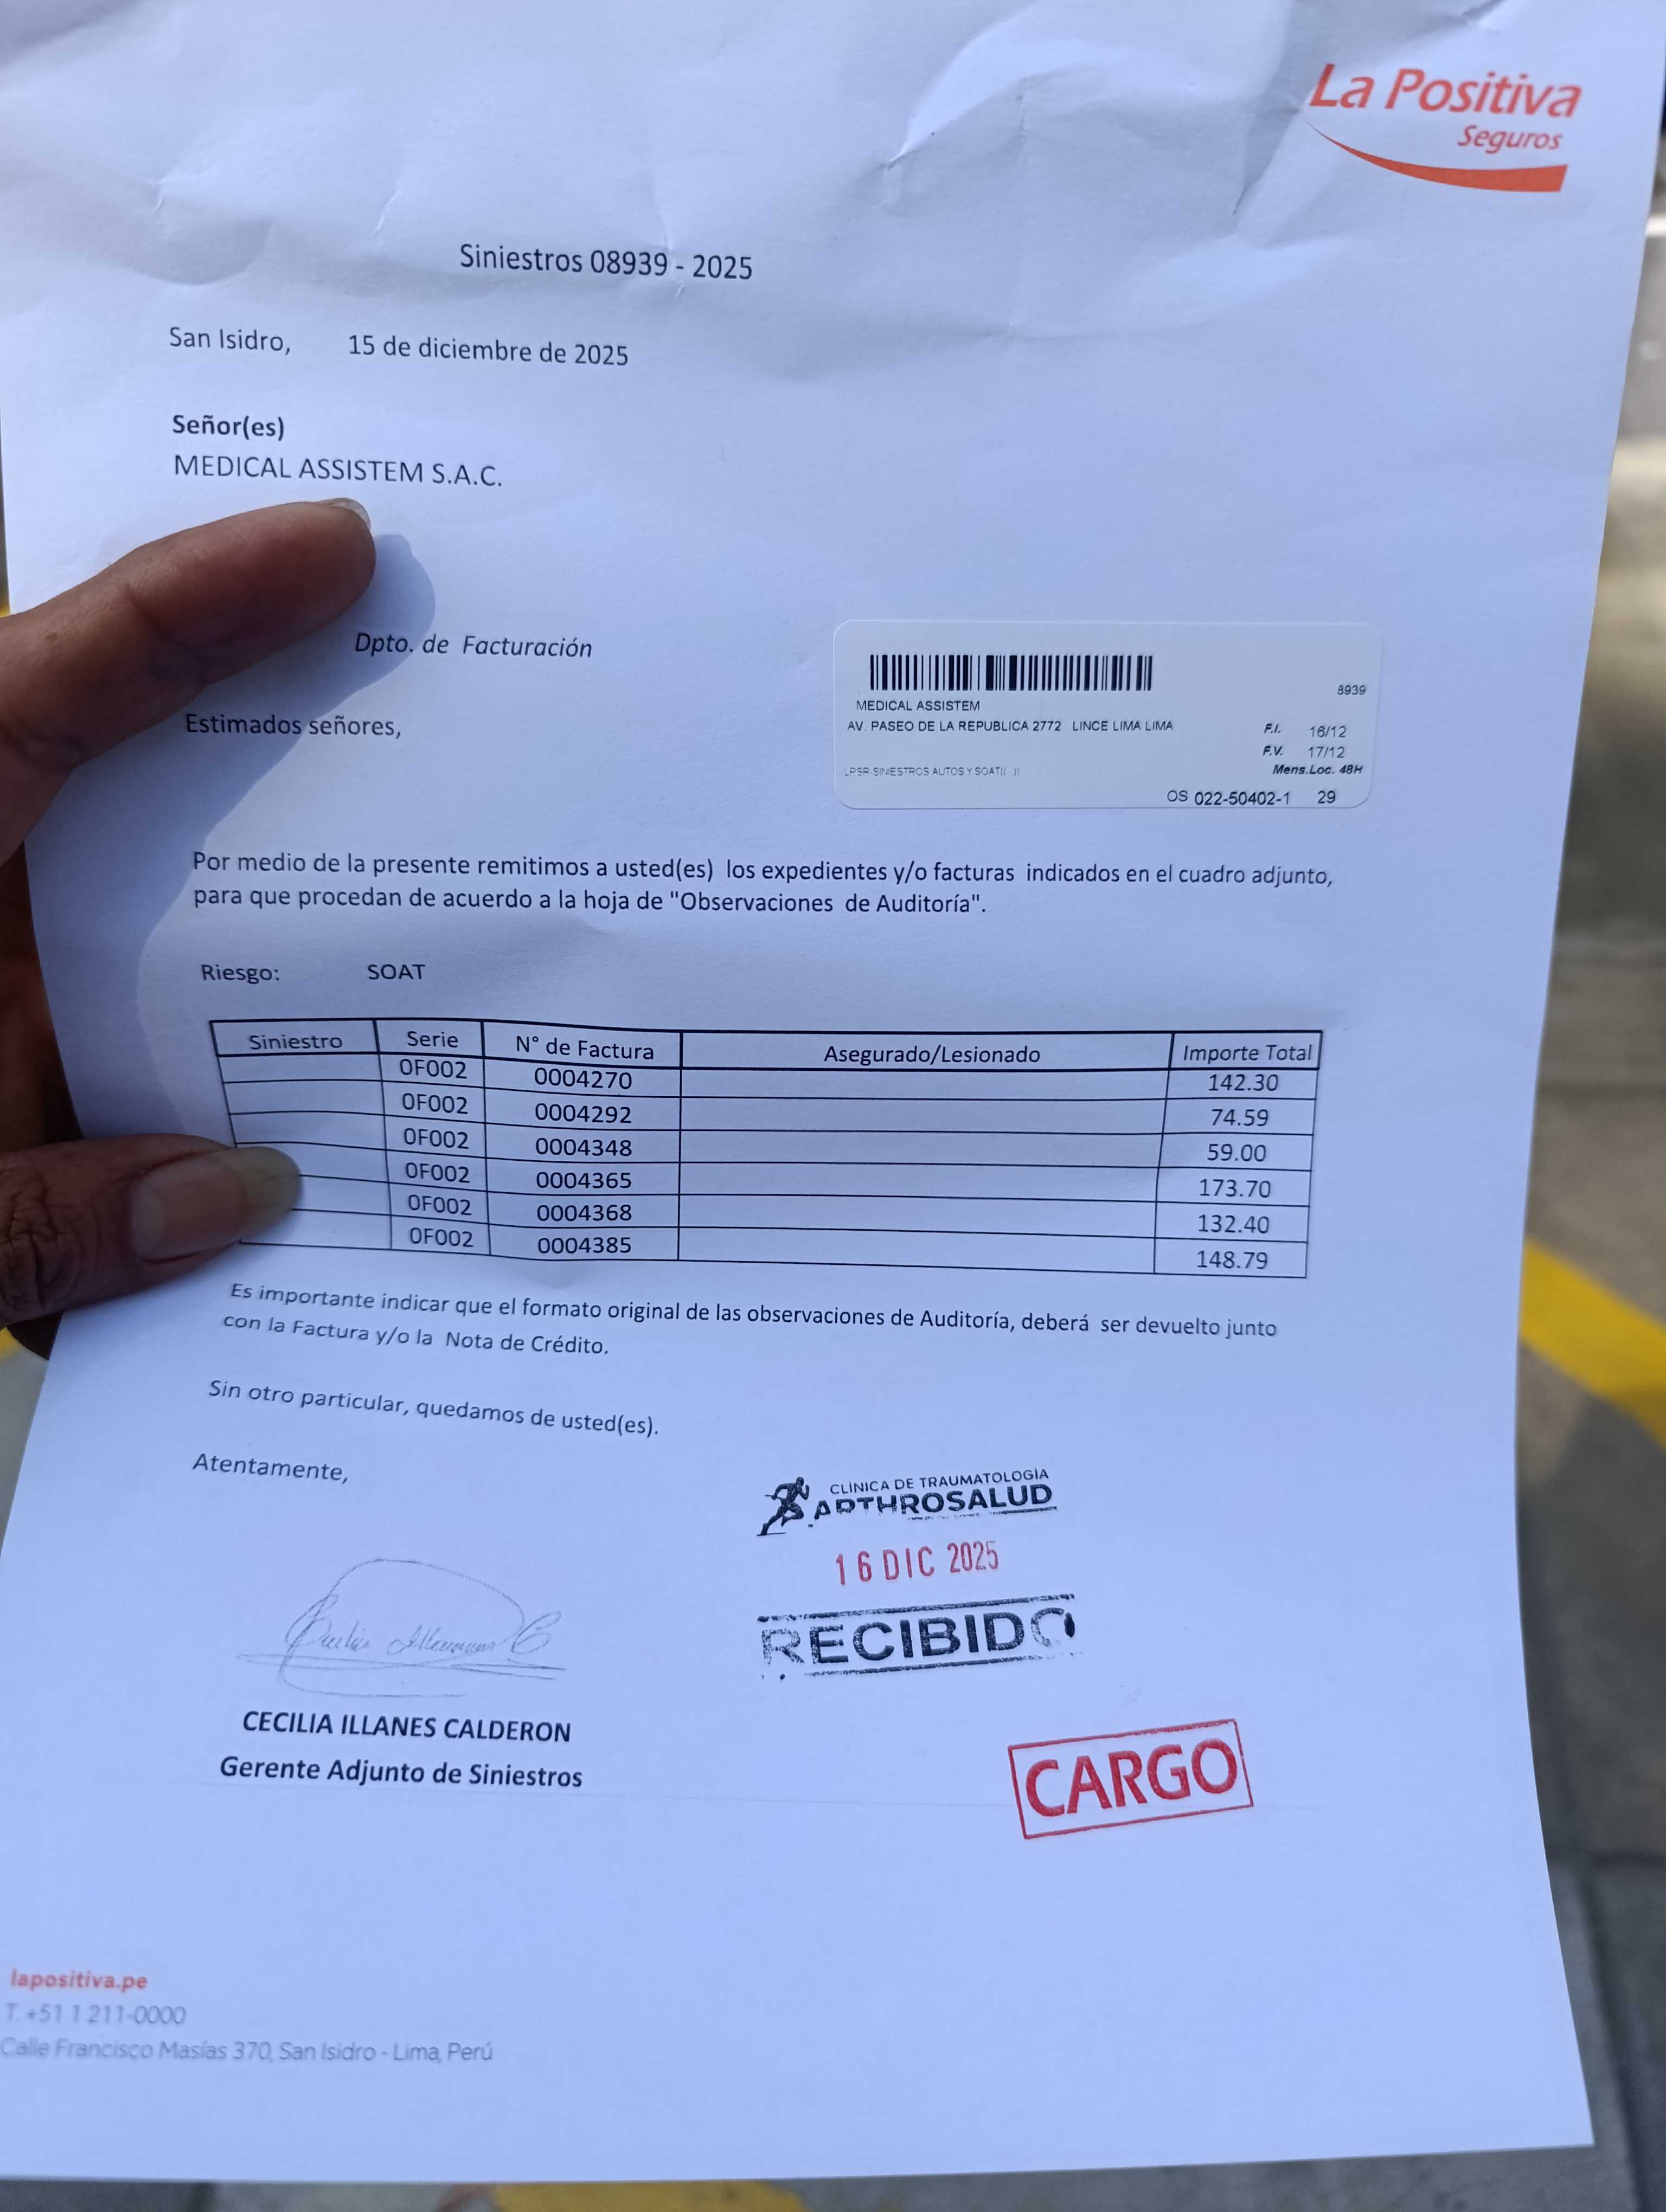 La Positiva
Seguros
Siniestros 08939 - 2025
San Isidro, 15 de diciembre de 2025
Señor(es)
MEDICAL ASSISTEM S.A.C.
Dpto. de Facturación
Estimados señores,
8939
MEDICAL ASSISTEM
AV. PASEO DE LA REPUBLICA 2772 LINCE LIMA LIMA
F.I. 16/12
F.V. 17/12
LPSR-SINIESTROS AUTOS Y SOAT(( ))
Mens.Loc. 48H
OS 022-50402-1 29
Por medio de la presente remitimos a usted(es) los expedientes y/o facturas indicados en el cuadro adjunto,
para que procedan de acuerdo a la hoja de "Observaciones de Auditoría".
Riesgo: SOAT
Siniestro Serie N° de Factura Asegurado/Lesionado Importe Total
0F002 0004270 142.30
0F002 0004292 74.59
0F002 0004348 59.00
0F002 0004365 173.70
0F002 0004368 132.40
0F002 0004385 148.79
Es importante indicar que el formato original de las observaciones de Auditoría, deberá ser devuelto junto
con la Factura y/o la Nota de Crédito.
Sin otro particular, quedamos de usted(es).
Atentamente,
CLÍNICA DE TRAUMATOLOGÍA
ARTHROSALUD
16 DIC 2025
RECIBIDO
CECILIA ILLANES CALDERON
Gerente Adjunto de Siniestros
CARGO
lapositiva.pe
T. +51 1 211-0000
Calle Francisco Masías 370, San Isidro - Lima, Perú